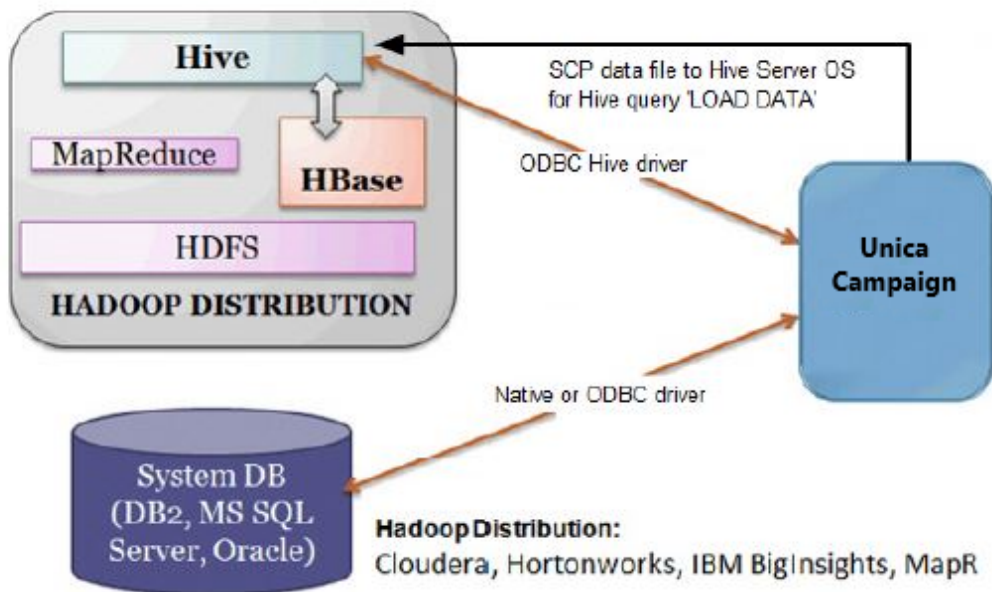 Hive
SCP data file to Hive Server OS
for Hive query 'LOAD DATA'
MapReduce
HBase
ODBC Hive driver
HDFS
HADOOP DISTRIBUTION
Unica
Campaign
Native or ODBC driver
System DB
(DB2, MS SQL
Server, Oracle)
Hadoop Distribution:
Cloudera, Hortonworks, IBM BigInsights, MapR